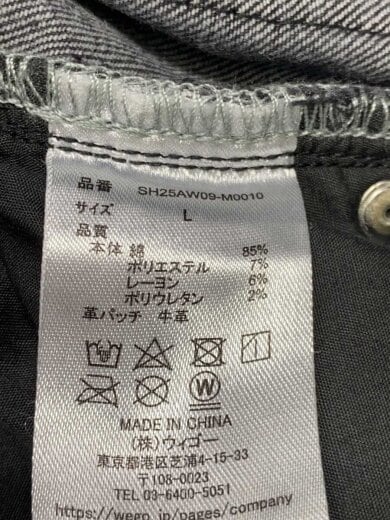 品番 SH25AW09-M0010
サイズ L
品質
本体 綿 85%
ポリエステル 7%
レーヨン 6%
ポリウレタン 2%
革パッチ 牛革
W
MADE IN CHINA
(株)ウィゴー
東京都港区芝浦4-15-33
〒108-0023
TEL 03-6400-5051
https://wego.jp/pages/company